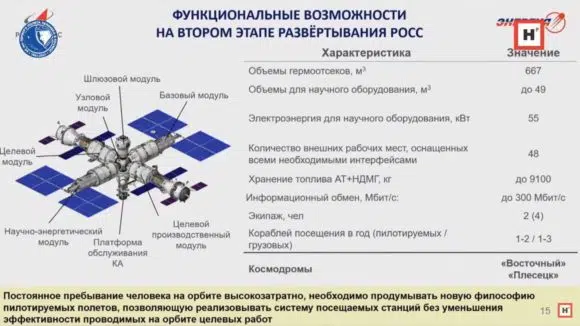 ФУНКЦИОНАЛЬНЫЕ ВОЗМОЖНОСТИ
НА ВТОРОМ ЭТАПЕ РАЗВЁРТЫВАНИЯ РОСС
Р С
ЭНЕРГИЯ
Н
Шлюзовой модуль
Узловой модуль
Базовый модуль
Целевой модуль
Научно-энергетический модуль
Платформа обслуживания КА
Целевой производственный модуль
Характеристика Значение
Объемы гермоотсеков, м³ 667
Объемы для научного оборудования, м³ до 49
Электроэнергия для научного оборудования, кВт 55
Количество внешних рабочих мест, оснащенных
всеми необходимыми интерфейсами 48
Хранение топлива АТ+НДМГ, кг до 9100
Информационный обмен, Мбит/с: до 300 Мбит/с
Экипаж, чел 2 (4)
Кораблей посещения в год (пилотируемых /
грузовых) 1-2 / 1-3
Космодромы «Восточный»
«Плесецк»
Постоянное пребывание человека на орбите высокозатратно, необходимо продумывать новую философию
пилотируемых полетов, позволяющую реализовывать систему посещаемых станций без уменьшения
эффективности проводимых на орбите целевых работ
15
Н